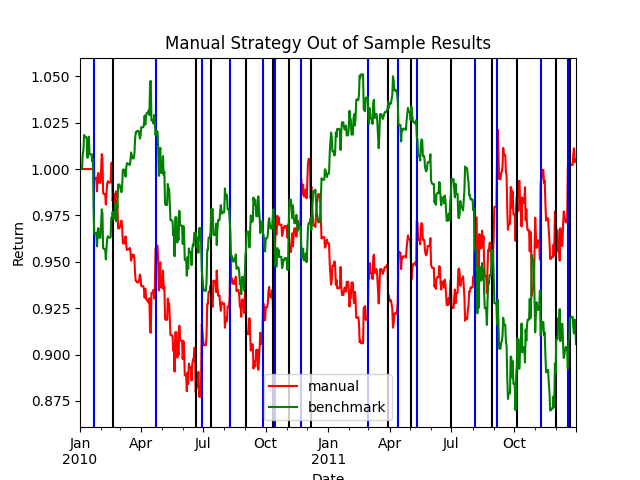 Manual Strategy Out of Sample Results
Return
1.050
1.025
1.000
0.975
0.950
0.925
0.900
0.875
manual
benchmark
Jan Apr Jul Oct Jan Apr Jul Oct
2010 2011
Date